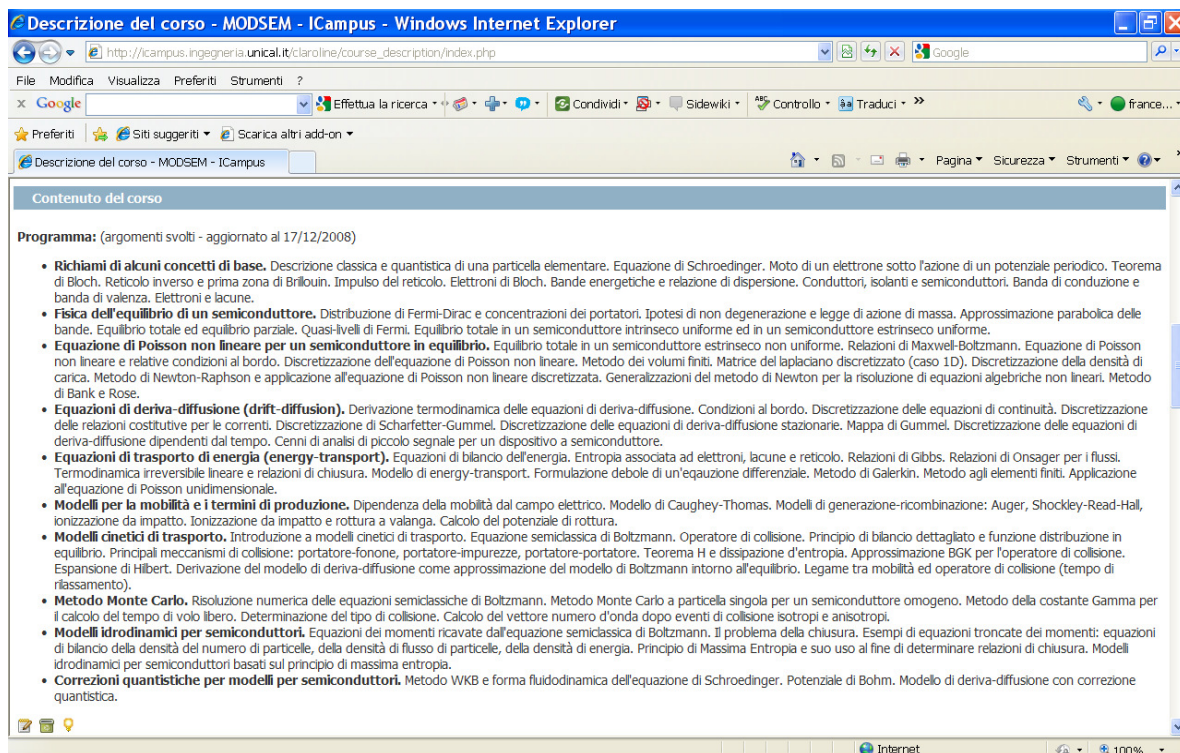 Descrizione del corso - MODSEM - ICampus - Windows Internet Explorer
http://icampus.ingegneria.unical.it/claroline/course_description/index.php
Google
File Modifica Visualizza Preferiti Strumenti ?
x Google Effettua la ricerca Condividi Sidewiki Controllo Traduci » france...
Preferiti Siti suggeriti Scarica altri add-on
Descrizione del corso - MODSEM - ICampus Pagina Sicurezza Strumenti »
Contenuto del corso
Programma: (argomenti svolti - aggiornato al 17/12/2008)
• Richiami di alcuni concetti di base. Descrizione classica e quantistica di una particella elementare. Equazione di Schroedinger. Moto di un elettrone sotto l'azione di un potenziale periodico. Teorema
di Bloch. Reticolo inverso e prima zona di Brillouin. Impulso del reticolo. Elettroni di Bloch. Bande energetiche e relazione di dispersione. Conduttori, isolanti e semiconduttori. Banda di conduzione e
banda di valenza. Elettroni e lacune.
• Fisica dell'equilibrio di un semiconduttore. Distribuzione di Fermi-Dirac e concentrazioni dei portatori. Ipotesi di non degenerazione e legge di azione di massa. Approssimazione parabolica delle
bande. Equilibrio totale ed equilibrio parziale. Quasi-livelli di Fermi. Equilibrio totale in un semiconduttore intrinseco uniforme ed in un semiconduttore estrinseco uniforme.
• Equazione di Poisson non lineare per un semiconduttore in equilibrio. Equilibrio totale in un semiconduttore estrinseco non uniforme. Relazioni di Maxwell-Boltzmann. Equazione di Poisson
non lineare e relative condizioni al bordo. Discretizzazione dell'equazione di Poisson non lineare. Metodo dei volumi finiti. Matrice del laplaciano discretizzato (caso 1D). Discretizzazione della densità di
carica. Metodo di Newton-Raphson e applicazione all'equazione di Poisson non lineare discretizzata. Generalizzazioni del metodo di Newton per la risoluzione di equazioni algebriche non lineari. Metodo
di Bank e Rose.
• Equazioni di deriva-diffusione (drift-diffusion). Derivazione termodinamica delle equazioni di deriva-diffusione. Condizioni al bordo. Discretizzazione delle equazioni di continuità. Discretizzazione
delle relazioni costitutive per le correnti. Discretizzazione di Scharfetter-Gummel. Discretizzazione delle equazioni di deriva-diffusione stazionarie. Mappa di Gummel. Discretizzazione delle equazioni di
deriva-diffusione dipendenti dal tempo. Cenni di analisi di piccolo segnale per un dispositivo a semiconduttore.
• Equazioni di trasporto di energia (energy-transport). Equazioni di bilancio dell'energia. Entropia associata ad elettroni, lacune e reticolo. Relazioni di Gibbs. Relazioni di Onsager per i flussi.
Termodinamica irreversibile lineare e relazioni di chiusura. Modello di energy-transport. Formulazione debole di un'eqauzione differenziale. Metodo di Galerkin. Metodo agli elementi finiti. Applicazione
all'equazione di Poisson unidimensionale.
• Modelli per la mobilità e i termini di produzione. Dipendenza della mobilità dal campo elettrico. Modello di Caughey-Thomas. Modelli di generazione-ricombinazione: Auger, Shockley-Read-Hall,
ionizzazione da impatto. Ionizzazione da impatto e rottura a valanga. Calcolo del potenziale di rottura.
• Modelli cinetici di trasporto. Introduzione a modelli cinetici di trasporto. Equazione semiclassica di Boltzmann. Operatore di collisione. Principio di bilancio dettagliato e funzione distribuzione in
equilibrio. Principali meccanismi di collisione: portatore-fonone, portatore-impurezze, portatore-portatore. Teorema H e dissipazione d'entropia. Approssimazione BGK per l'operatore di collisione.
Espansione di Hilbert. Derivazione del modello di deriva-diffusione come approssimazione del modello di Boltzmann intorno all'equilibrio. Legame tra mobilità ed operatore di collisione (tempo di
rilassamento).
• Metodo Monte Carlo. Risoluzione numerica delle equazioni semiclassiche di Boltzmann. Metodo Monte Carlo a particella singola per un semiconduttore omogeno. Metodo della costante Gamma per
il calcolo del tempo di volo libero. Determinazione del tipo di collisione. Calcolo del vettore numero d'onda dopo eventi di collisione isotropi e anisotropi.
• Modelli idrodinamici per semiconduttori. Equazioni dei momenti ricavate dall'equazione semiclassica di Boltzmann. Il problema della chiusura. Esempi di equazioni troncate dei momenti: equazioni
di bilancio della densità del numero di particelle, della densità di flusso di particelle, della densità di energia. Principio di Massima Entropia e suo uso al fine di determinare relazioni di chiusura. Modelli
idrodinamici per semiconduttori basati sul principio di massima entropia.
• Correzioni quantistiche per modelli per semiconduttori. Metodo WKB e forma fluidodinamica dell'equazione di Schroedinger. Potenziale di Bohm. Modello di deriva-diffusione con correzione
quantistica.
Internet 100%